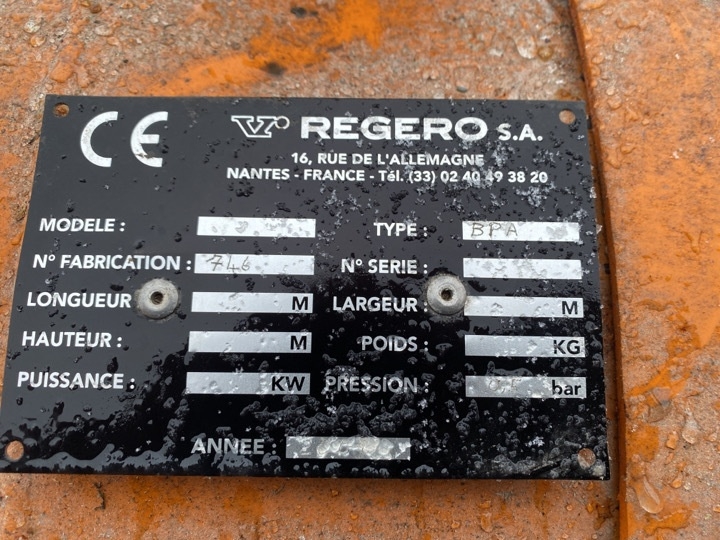 CE REGERO S.A.
16, RUE DE L'ALLEMAGNE
NANTES - FRANCE - Tél. (33) 02 40 49 38 20
MODELE : TYPE : BPA
N° FABRICATION : 746 N° SERIE :
LONGUEUR M LARGEUR : M
HAUTEUR : M POIDS : KG
PUISSANCE : KW PRESSION : bar
ANNEE :